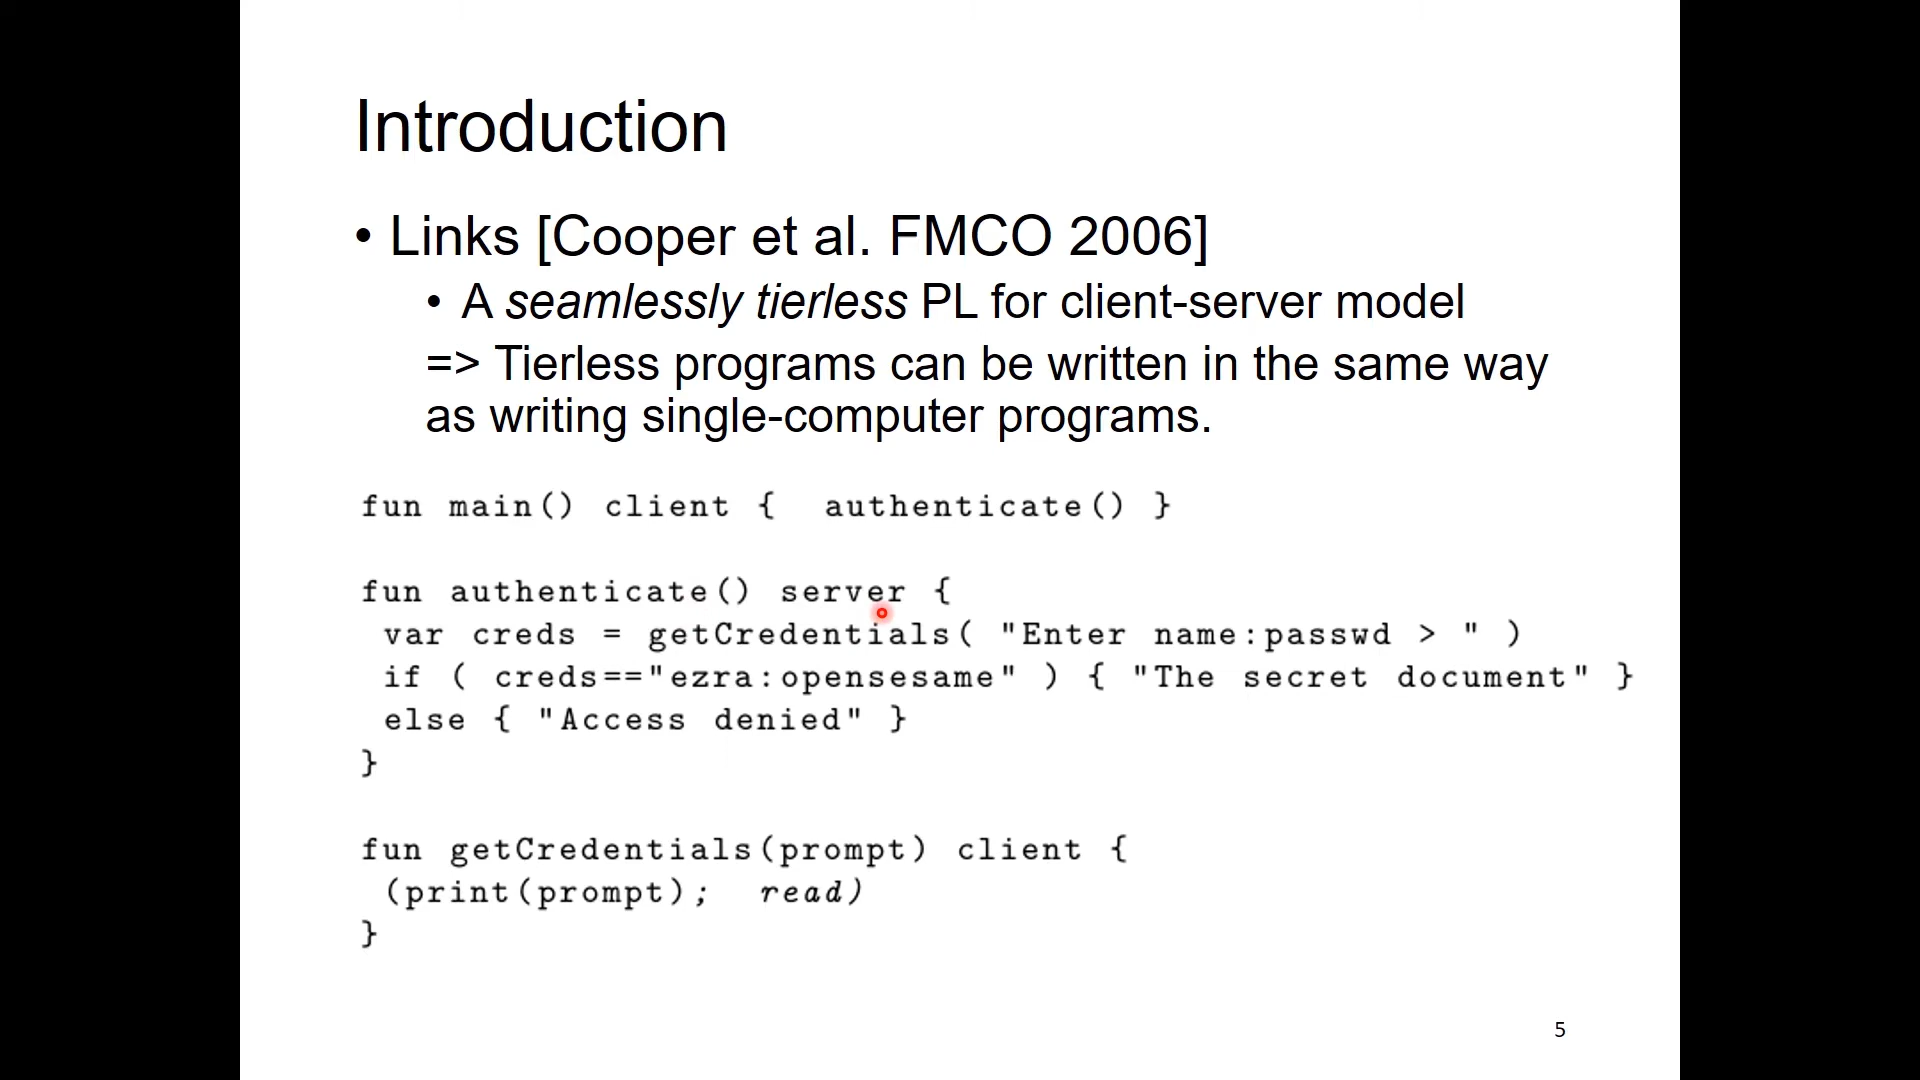 Introduction
• Links [Cooper et al. FMCO 2006]
• A seamlessly tierless PL for client-server model
=> Tierless programs can be written in the same way
as writing single-computer programs.
fun main() client {  authenticate() }
fun authenticate() server {
var creds = getCredentials( "Enter name:passwd > " )
if ( creds=="ezra:opensesame" ) { "The secret document" }
else { "Access denied" }
}
fun getCredentials(prompt) client {
(print(prompt);  read)
}
5